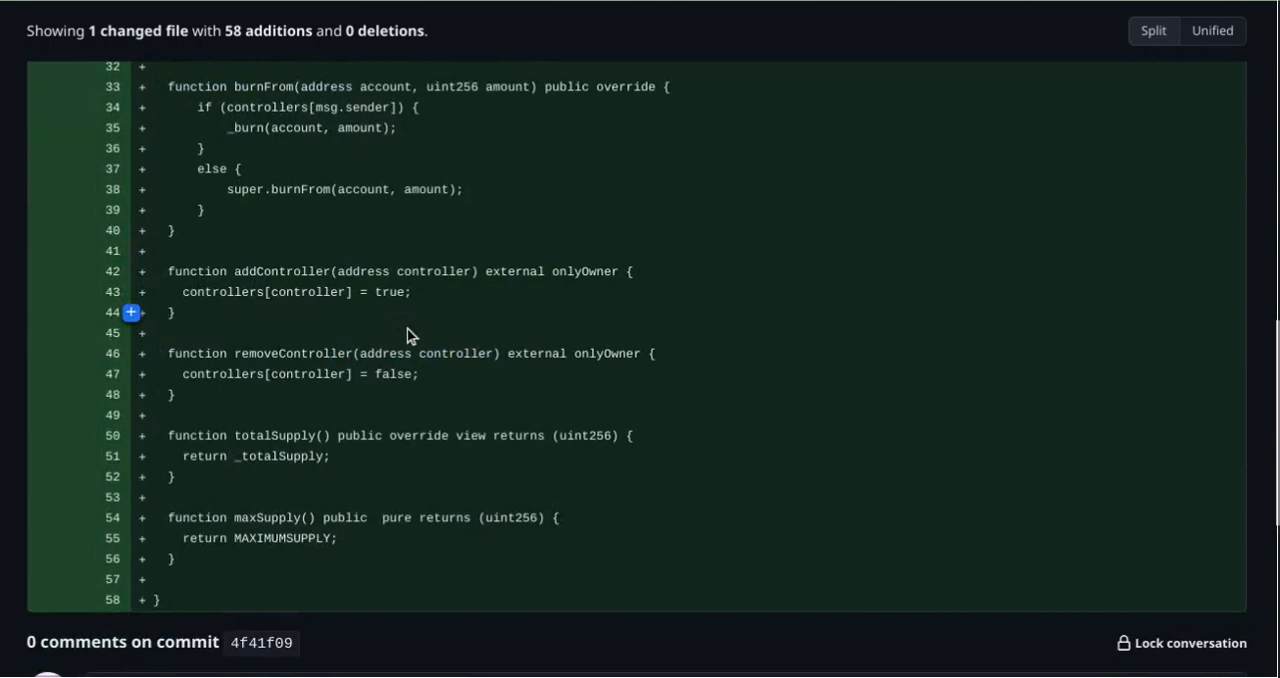 Showing 1 changed file with 58 additions and 0 deletions.
Split Unified
32 +
33 + function burnFrom(address account, uint256 amount) public override {
34 + if (controllers[msg.sender]) {
35 + _burn(account, amount);
36 + }
37 + else {
38 + super.burnFrom(account, amount);
39 + }
40 + }
41 +
42 + function addController(address controller) external onlyOwner {
43 + controllers[controller] = true;
44 + }
45 +
46 + function removeController(address controller) external onlyOwner {
47 + controllers[controller] = false;
48 + }
49 +
50 + function totalSupply() public override view returns (uint256) {
51 + return _totalSupply;
52 + }
53 +
54 + function maxSupply() public  pure returns (uint256) {
55 + return MAXIMUMSUPPLY;
56 + }
57 +
58 + }
0 comments on commit 4f41f09
Lock conversation